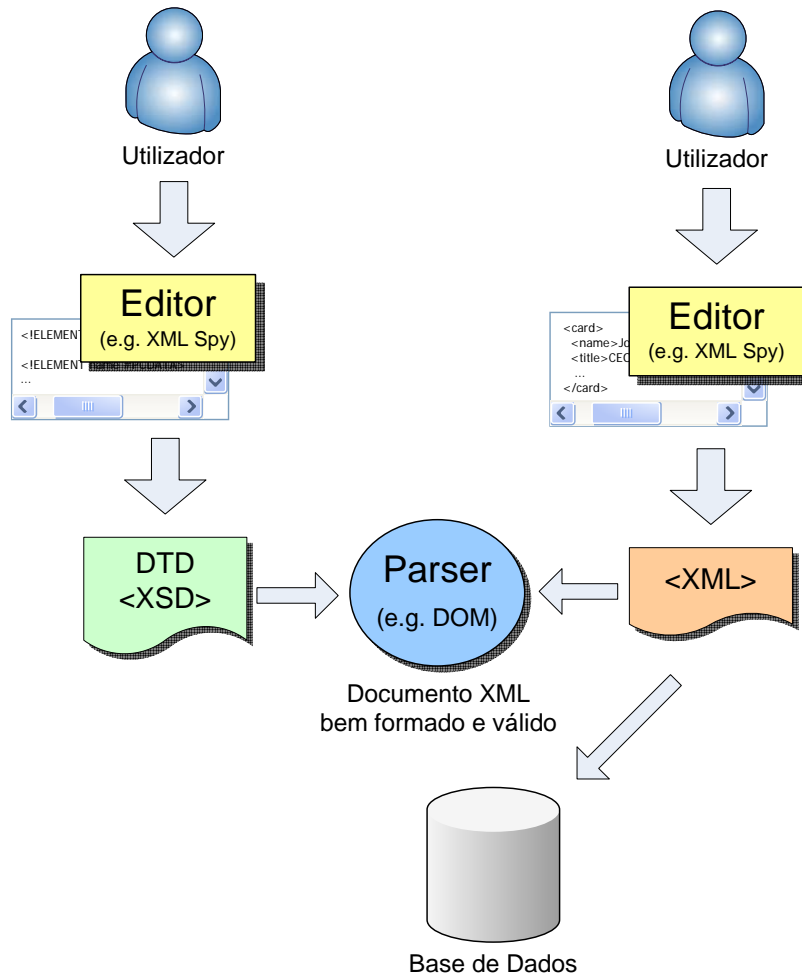 Utilizador
Utilizador
Editor
(e.g. XML Spy)
<!ELEMENT
<!ELEMENT
...
Editor
(e.g. XML Spy)
<card>
<name>Jo
<title>CEO
...
</card>
DTD
<XSD>
Parser
(e.g. DOM)
<XML>
Documento XML
bem formado e válido
Base de Dados